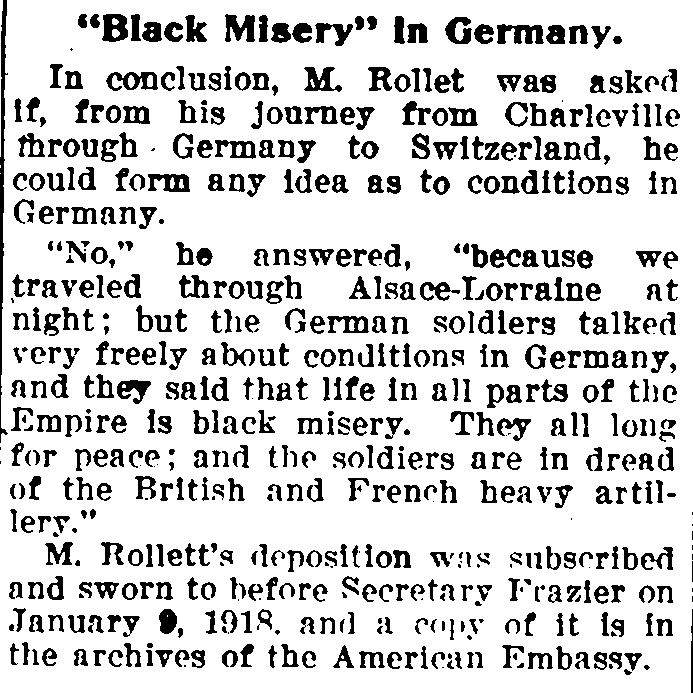 "Black Misery" in Germany.
In conclusion, M. Rollet was asked
if, from his journey from Charleville
through Germany to Switzerland, he
could form any idea as to conditions in
Germany.
"No," he answered, "because we
traveled through Alsace-Lorraine at
night; but the German soldiers talked
very freely about conditions in Germany,
and they said that life in all parts of the
Empire is black misery. They all long
for peace; and the soldiers are in dread
of the British and French heavy artil-
lery."
M. Rollett's deposition was subscribed
and sworn to before Secretary Frazier on
January 9, 1918, and a copy of it is in
the archives of the American Embassy.